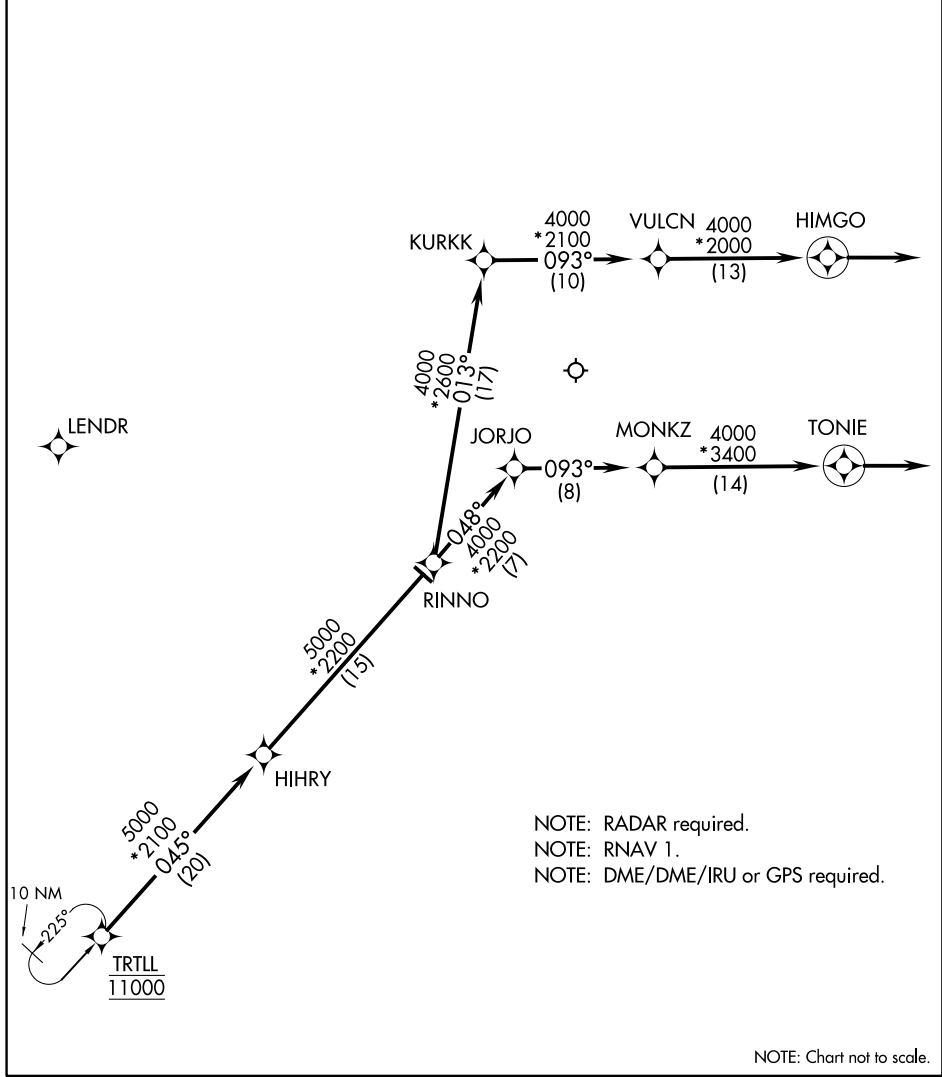 4000
*2100
093°
(10)
KURKK
VULCN
4000
*2000
(13)
HIMGO
4000
*2600
013°
(17)
LENDR
JORJO
093°
(8)
MONKZ
4000
*3400
(14)
TONIE
048°
4000
*2200
(7)
RINNO
5000
*2200
(15)
HIHRY
5000
*2100
045°
(20)
10 NM
225°
TRTLL
11000
NOTE: RADAR required.
NOTE: RNAV 1.
NOTE: DME/DME/IRU or GPS required.
NOTE: Chart not to scale.